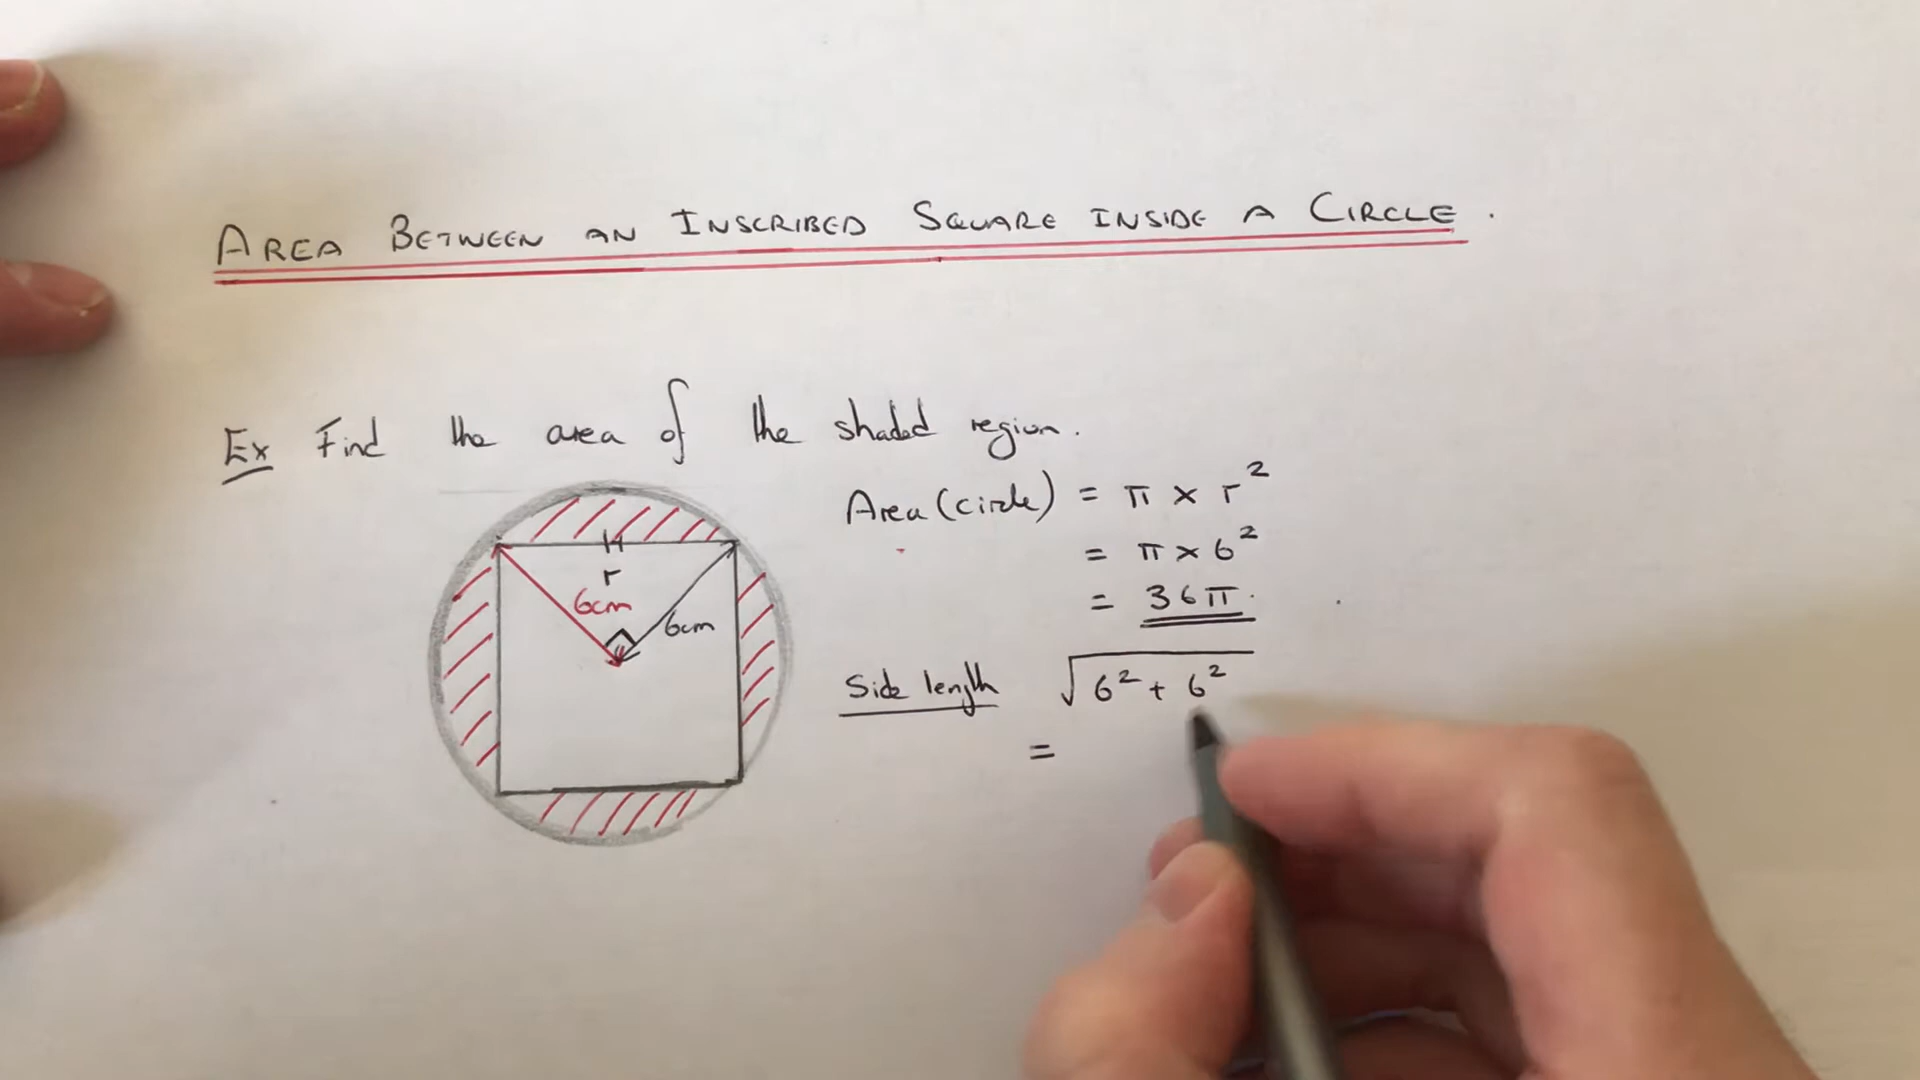 AREA BETWEEN AN INSCRIBED SQUARE INSIDE A CIRCLE.
Ex Find the area of the shaded region.
Area (circle) = π × r²
= π × 6²
= 36π
H
r
6cm
6cm
Side length √6² + 6²
=